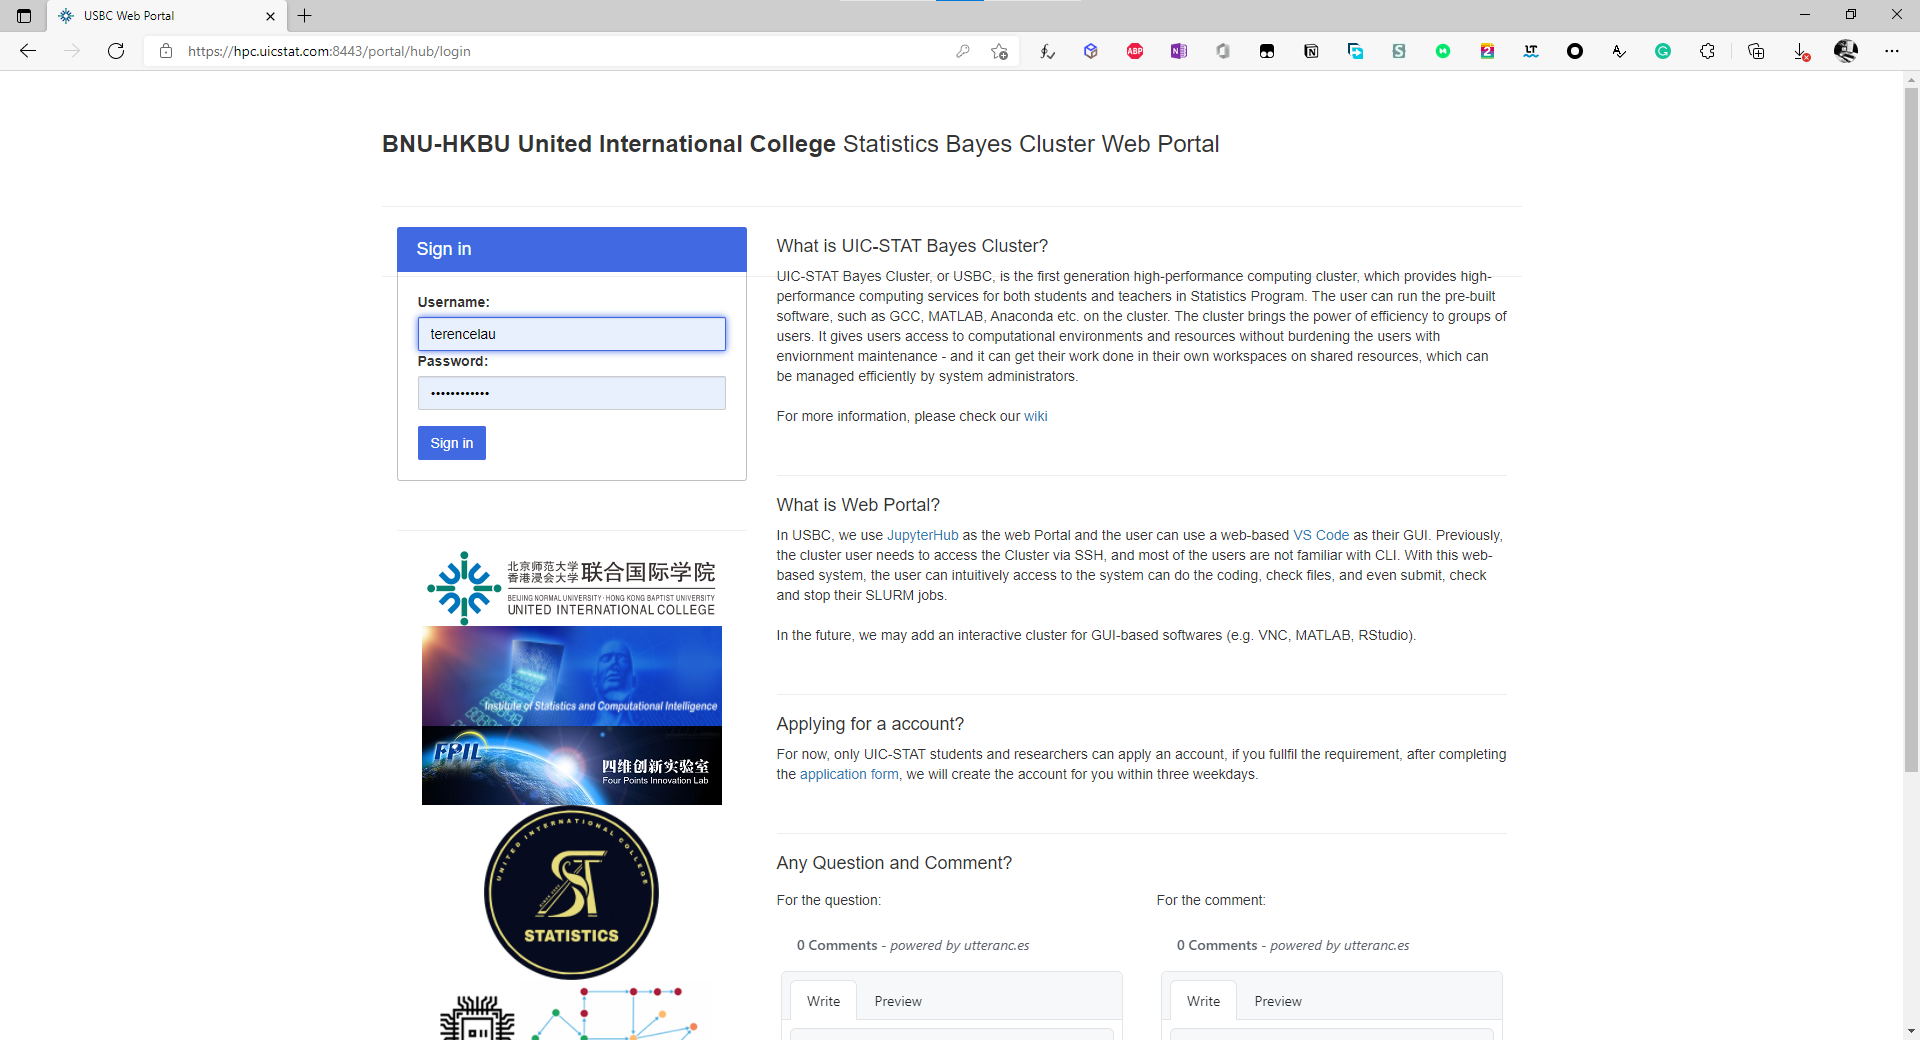 USBC Web Portal
https://hpc.uicstat.com:8443/portal/hub/login
BNU-HKBU United International College Statistics Bayes Cluster Web Portal
Sign in
Username:
terencelau
Password:
••••••••••••
Sign in
北京师范大学
香港浸会大学 联合国际学院
BEIJING NORMAL UNIVERSITY · HONG KONG BAPTIST UNIVERSITY
UNITED INTERNATIONAL COLLEGE
Institute of Statistics and Computational Intelligence
FPIL
四维创新实验室
Four Points Innovation Lab
UNITED INTERNATIONAL COLLEGE
ST
STATISTICS
What is UIC-STAT Bayes Cluster?
UIC-STAT Bayes Cluster, or USBC, is the first generation high-performance computing cluster, which provides high-
performance computing services for both students and teachers in Statistics Program. The user can run the pre-built
software, such as GCC, MATLAB, Anaconda etc. on the cluster. The cluster brings the power of efficiency to groups of
users. It gives users access to computational environments and resources without burdening the users with
enviornment maintenance - and it can get their work done in their own workspaces on shared resources, which can
be managed efficiently by system administrators.
For more information, please check our wiki
What is Web Portal?
In USBC, we use JupyterHub as the web Portal and the user can use a web-based VS Code as their GUI. Previously,
the cluster user needs to access the Cluster via SSH, and most of the users are not familiar with CLI. With this web-
based system, the user can intuitively access to the system can do the coding, check files, and even submit, check
and stop their SLURM jobs.
In the future, we may add an interactive cluster for GUI-based softwares (e.g. VNC, MATLAB, RStudio).
Applying for a account?
For now, only UIC-STAT students and researchers can apply an account, if you fullfil the requirement, after completing
the application form, we will create the account for you within three weekdays.
Any Question and Comment?
For the question:
0 Comments - powered by utteranc.es
Write Preview
For the comment:
0 Comments - powered by utteranc.es
Write Preview